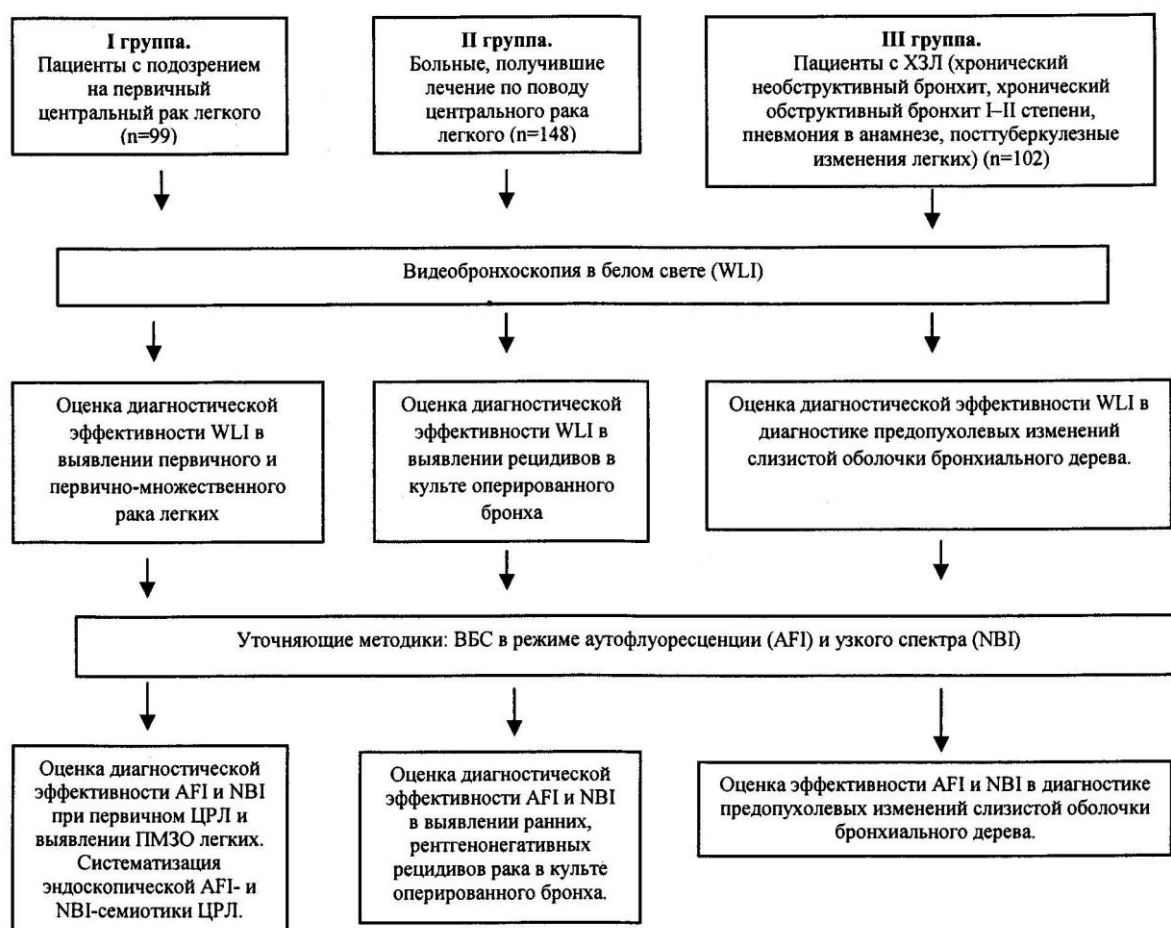 I группа.
Пациенты с подозрением
на первичный
центральный рак легкого
(n=99)
II группа.
Больные, получившие
лечение по поводу
центрального рака
легкого (n=148)
III группа.
Пациенты с ХЗЛ (хронический
необструктивный бронхит, хронический
обструктивный бронхит I–II степени,
пневмония в анамнезе, посттуберкулезные
изменения легких) (n=102)
Видеобронхоскопия в белом свете (WLI)
Оценка диагностической
эффективности WLI в
выявлении первичного и
первично-множественного
рака легких
Оценка диагностической
эффективности WLI в
выявлении рецидивов в
культе оперированного
бронха
Оценка диагностической эффективности WLI в
диагностике предопухолевых изменений
слизистой оболочки бронхиального дерева.
Уточняющие методики: ВБС в режиме аутофлуоресценции (AFI) и узкого спектра (NBI)
Оценка диагностической
эффективности AFI и NBI
при первичном ЦРЛ и
выявлении ПМЗО легких.
Систематизация
эндоскопической AFI- и
NBI-семиотики ЦРЛ.
Оценка диагностической
эффективности AFI и NBI
в выявлении ранних,
рентгенонегативных
рецидивов рака в культе
оперированного бронха.
Оценка эффективности AFI и NBI в диагностике
предопухолевых изменений слизистой оболочки
бронхиального дерева.